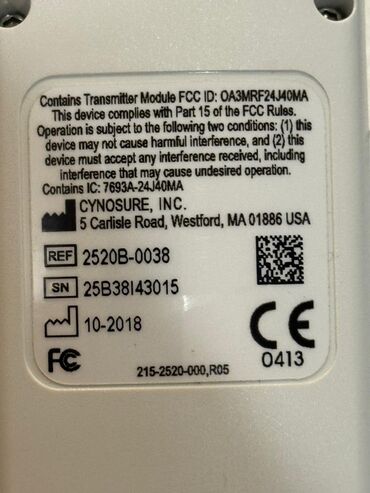 Contains Transmitter Module FCC ID: OA3MRF24J40MA
This device complies with Part 15 of the FCC Rules.
Operation is subject to the following two conditions: (1) this
device may not cause harmful interference, and (2) this
device must accept any interference received, including
interference that may cause undesired operation.
Contains IC: 7693A-24J40MA
CYNOSURE, INC.
5 Carlisle Road, Westford, MA 01886 USA
REF 2520B-0038
SN 25B38I43015
10-2018
FC CE
0413
215-2520-000,R05